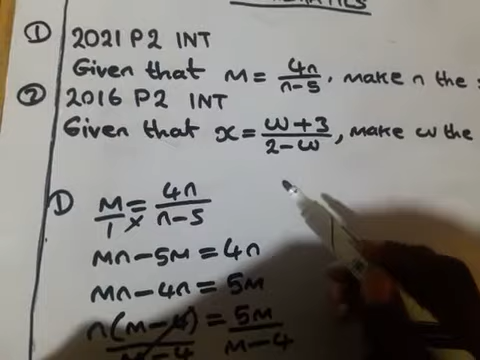 ① 2021 P2 INT
Given that M = 4n/n-5, make n the
② 2016 P2 INT
Given that x = w+3/2-w, make w the
① M/1 = 4n/n-5
Mn-5M = 4n
Mn-4n = 5M
n(M-4)/M-4 = 5M/M-4